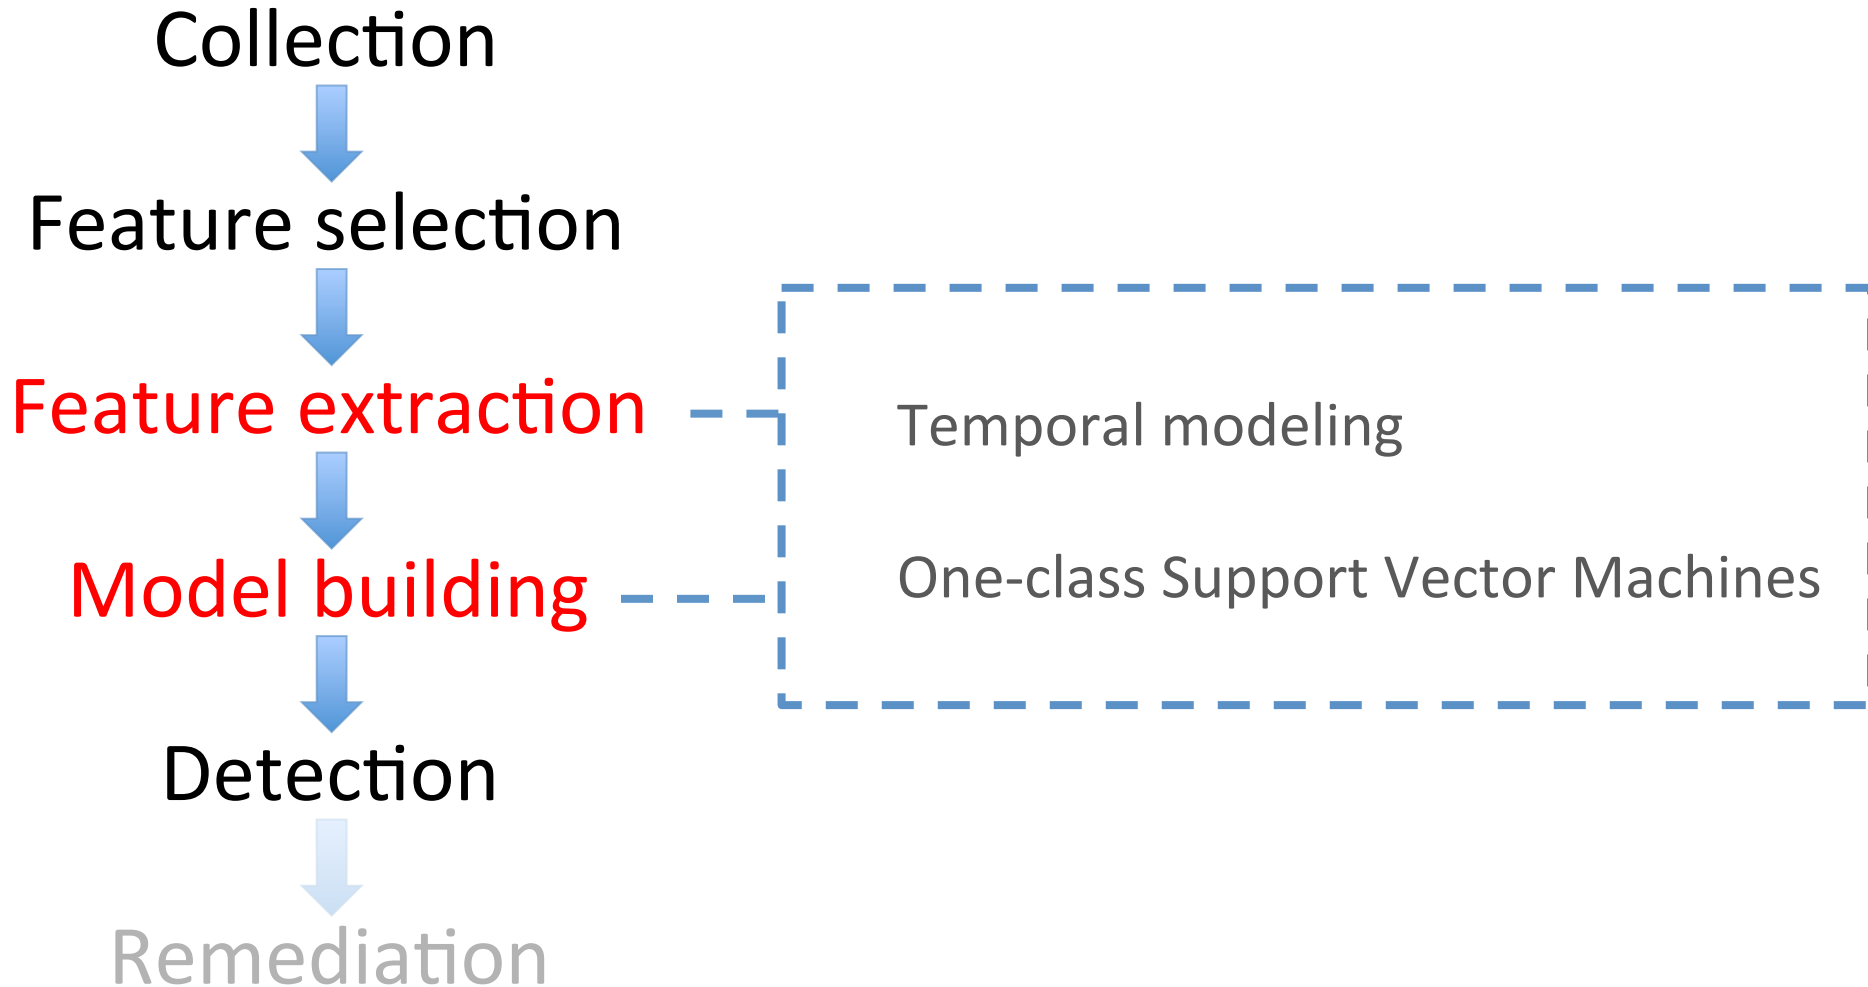 Collection
Feature selection
Feature extraction
Temporal modeling
Model building
One-class Support Vector Machines
Detection
Remediation